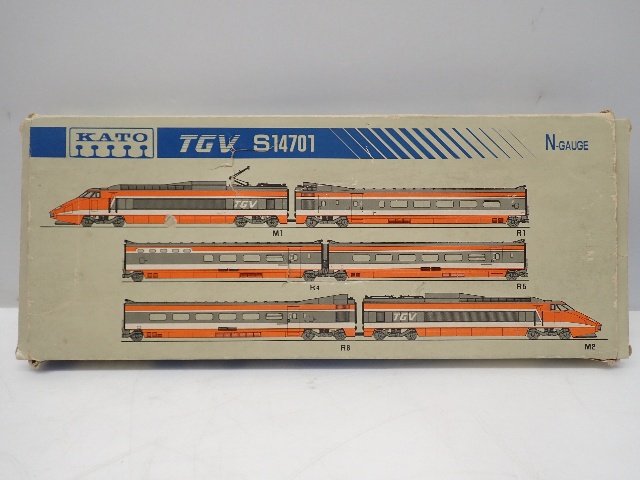 KATO TGV S14701 N-GAUGE
TGV
M1 R1
R4 R5
TGV
R8 M2